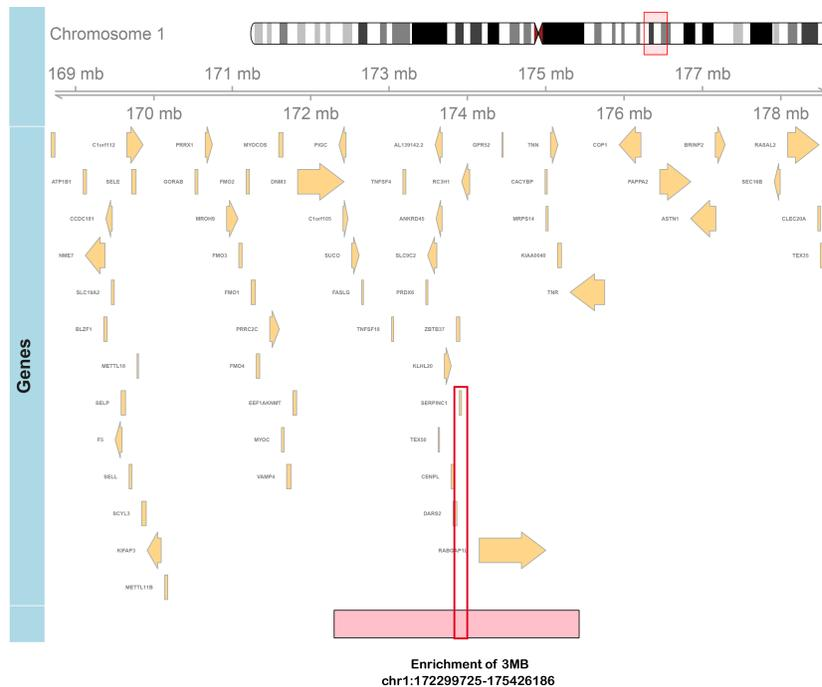 Chromosome 1
169 mb 171 mb 173 mb 175 mb 177 mb
170 mb 172 mb 174 mb 176 mb 178 mb
C1orf112 PRRX1 MYOCOS PIGC AL139142.2 GPR52 TNN COP1 BRINP2 RASAL2
ATP1B1 SELE GORAB FMO2 DNM3 TNFSF4 RC3H1 CACYBP PAPPA2 SEC16B
CCDC181 MROH9 C1orf105 ANKRD45 MRPS14 ASTN1 CLEC20A
NME7 FMO3 SUCO SLC9C2 KIAA0040 TEX35
SLC19A2 FMO1 FASLG PRDX6 TNR
BLZF1 PRRC2C TNFSF18 ZBTB37
METTL18 FMO4 KLHL20
SELP EEF1AKNMT SERPINC1
F5 MYOC TEX50
SELL VAMP4 CENPL
SCYL3 DARS2
KIFAP3 RABGAP1L
METTL11B
Genes
Enrichment of 3MB
chr1:172299725-175426186